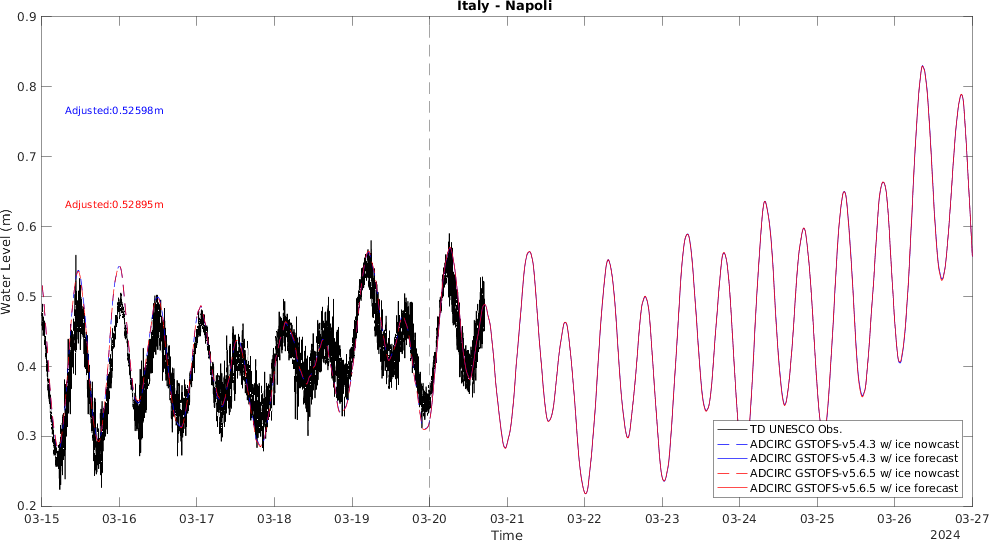 Italy - Napoli
0.9
0.8
0.7
0.6
0.5
0.4
0.3
0.2
Water Level (m)
Adjusted:0.52598m
Adjusted:0.52895m
TD UNESCO Obs.
ADCIRC GSTOFS-v5.4.3 w/ ice nowcast
ADCIRC GSTOFS-v5.4.3 w/ ice forecast
ADCIRC GSTOFS-v5.6.5 w/ ice nowcast
ADCIRC GSTOFS-v5.6.5 w/ ice forecast
03-15 03-16 03-17 03-18 03-19 03-20 03-21 03-22 03-23 03-24 03-25 03-26 03-27
Time
2024